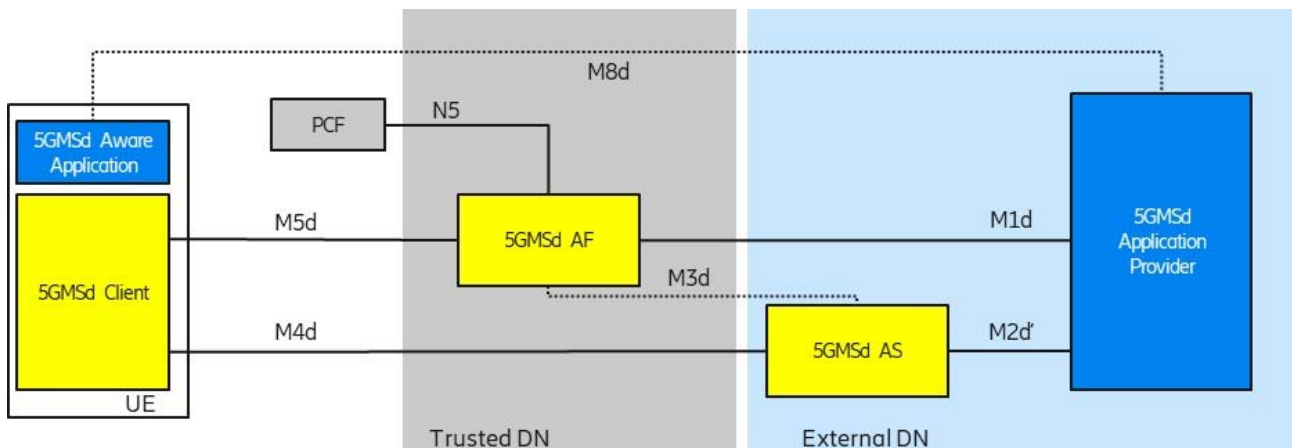 M8d
PCF
N5
5GMSd Aware
Application
M5d
5GMSd AF
M1d
5GMSd
Application
Provider
5GMSd Client
M3d
M4d
5GMSd AS
M2d'
UE
Trusted DN
External DN